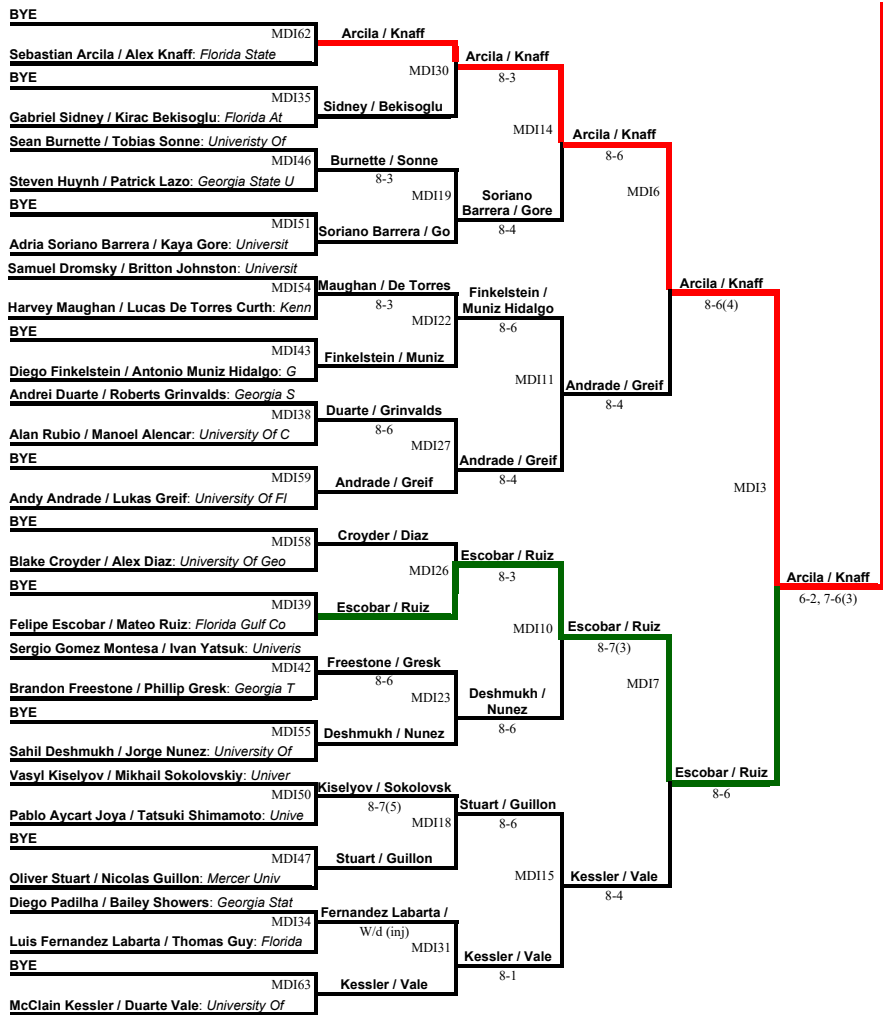 BYE
MDI62
Sebastian Arcila / Alex Knaff: Florida State
BYE
MDI35
Gabriel Sidney / Kirac Bekisoglu: Florida At
Sean Burnette / Tobias Sonne: Univeristy Of
MDI46
Steven Huynh / Patrick Lazo: Georgia State U
BYE
MDI51
Adria Soriano Barrera / Kaya Gore: Universit
Samuel Dromsky / Britton Johnston: Universit
MDI54
Harvey Maughan / Lucas De Torres Curth: Kenn
BYE
MDI43
Diego Finkelstein / Antonio Muniz Hidalgo: G
Andrei Duarte / Roberts Grinvalds: Georgia S
MDI38
Alan Rubio / Manoel Alencar: University Of C
BYE
MDI59
Andy Andrade / Lukas Greif: University Of Fl
BYE
MDI58
Blake Croyder / Alex Diaz: University Of Geo
BYE
MDI39
Felipe Escobar / Mateo Ruiz: Florida Gulf Co
Sergio Gomez Montesa / Ivan Yatsuk: Univeris
MDI42
Brandon Freestone / Phillip Gresk: Georgia T
BYE
MDI55
Sahil Deshmukh / Jorge Nunez: University Of
Vasyl Kiselyov / Mikhail Sokolovskiy: Univer
MDI50
Pablo Aycart Joya / Tatsuki Shimamoto: Unive
BYE
MDI47
Oliver Stuart / Nicolas Guillon: Mercer Univ
Diego Padilha / Bailey Showers: Georgia Stat
MDI34
Luis Fernandez Labarta / Thomas Guy: Florida
BYE
MDI63
McClain Kessler / Duarte Vale: University Of
Arcila / Knaff
MDI30
Sidney / Bekisoglu
Burnette / Sonne
8-3
MDI19
Soriano Barrera / Go
Maughan / De Torres
8-3
MDI22
Finkelstein / Muniz
Duarte / Grinvalds
8-6
MDI27
Andrade / Greif
Croyder / Diaz
MDI26
Escobar / Ruiz
Freestone / Gresk
8-6
MDI23
Deshmukh / Nunez
Kiselyov / Sokolovsk
8-7(5)
MDI18
Stuart / Guillon
Fernandez Labarta /
W/d (inj)
MDI31
Kessler / Vale
Arcila / Knaff
8-3
MDI14
Soriano
Barrera / Gore
8-4
Finkelstein /
Muniz Hidalgo
8-6
MDI11
Andrade / Greif
8-4
Escobar / Ruiz
8-3
MDI10
Deshmukh /
Nunez
8-6
Stuart / Guillon
8-6
MDI15
Kessler / Vale
8-1
Arcila / Knaff
8-6
MDI6
Andrade / Greif
8-4
Escobar / Ruiz
8-7(3)
MDI7
Kessler / Vale
8-4
Arcila / Knaff
8-6(4)
MDI3
Escobar / Ruiz
8-6
Arcila / Knaff
6-2, 7-6(3)